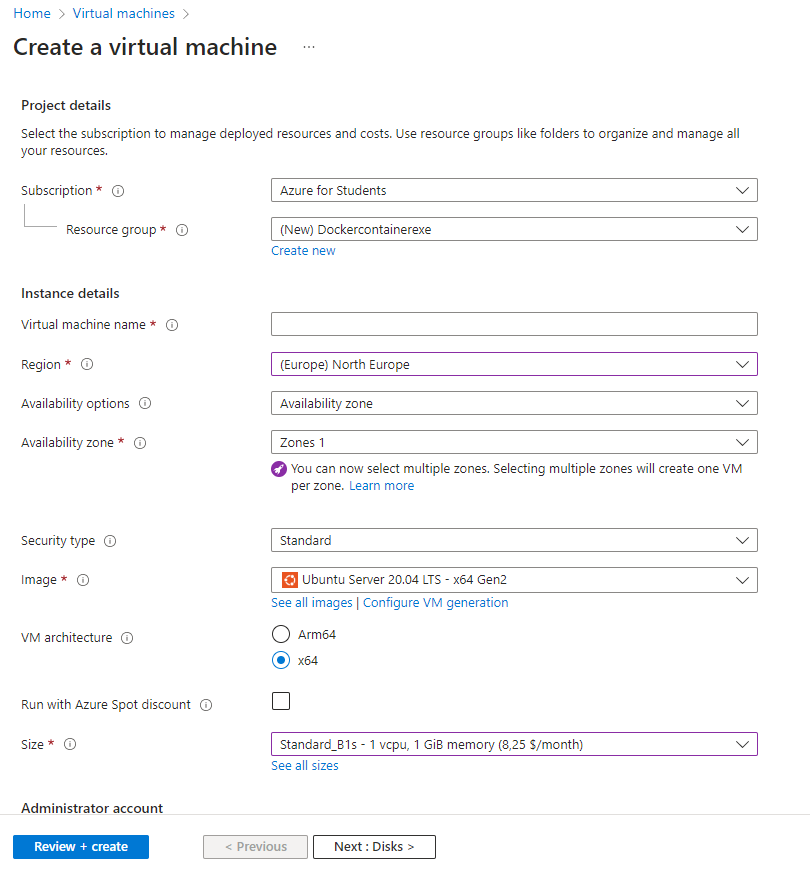 Home > Virtual machines >
Create a virtual machine ...
Project details
Select the subscription to manage deployed resources and costs. Use resource groups like folders to organize and manage all
your resources.
Subscription *
Azure for Students
Resource group *
(New) Dockercontainerexe
Create new
Instance details
Virtual machine name *
Region *
(Europe) North Europe
Availability options
Availability zone
Availability zone *
Zones 1
You can now select multiple zones. Selecting multiple zones will create one VM
per zone. Learn more
Security type
Standard
Image *
Ubuntu Server 20.04 LTS - x64 Gen2
See all images | Configure VM generation
VM architecture
Arm64
x64
Run with Azure Spot discount
Size *
Standard_B1s - 1 vcpu, 1 GiB memory (8,25 $/month)
See all sizes
Administrator account
Review + create
< Previous
Next : Disks >